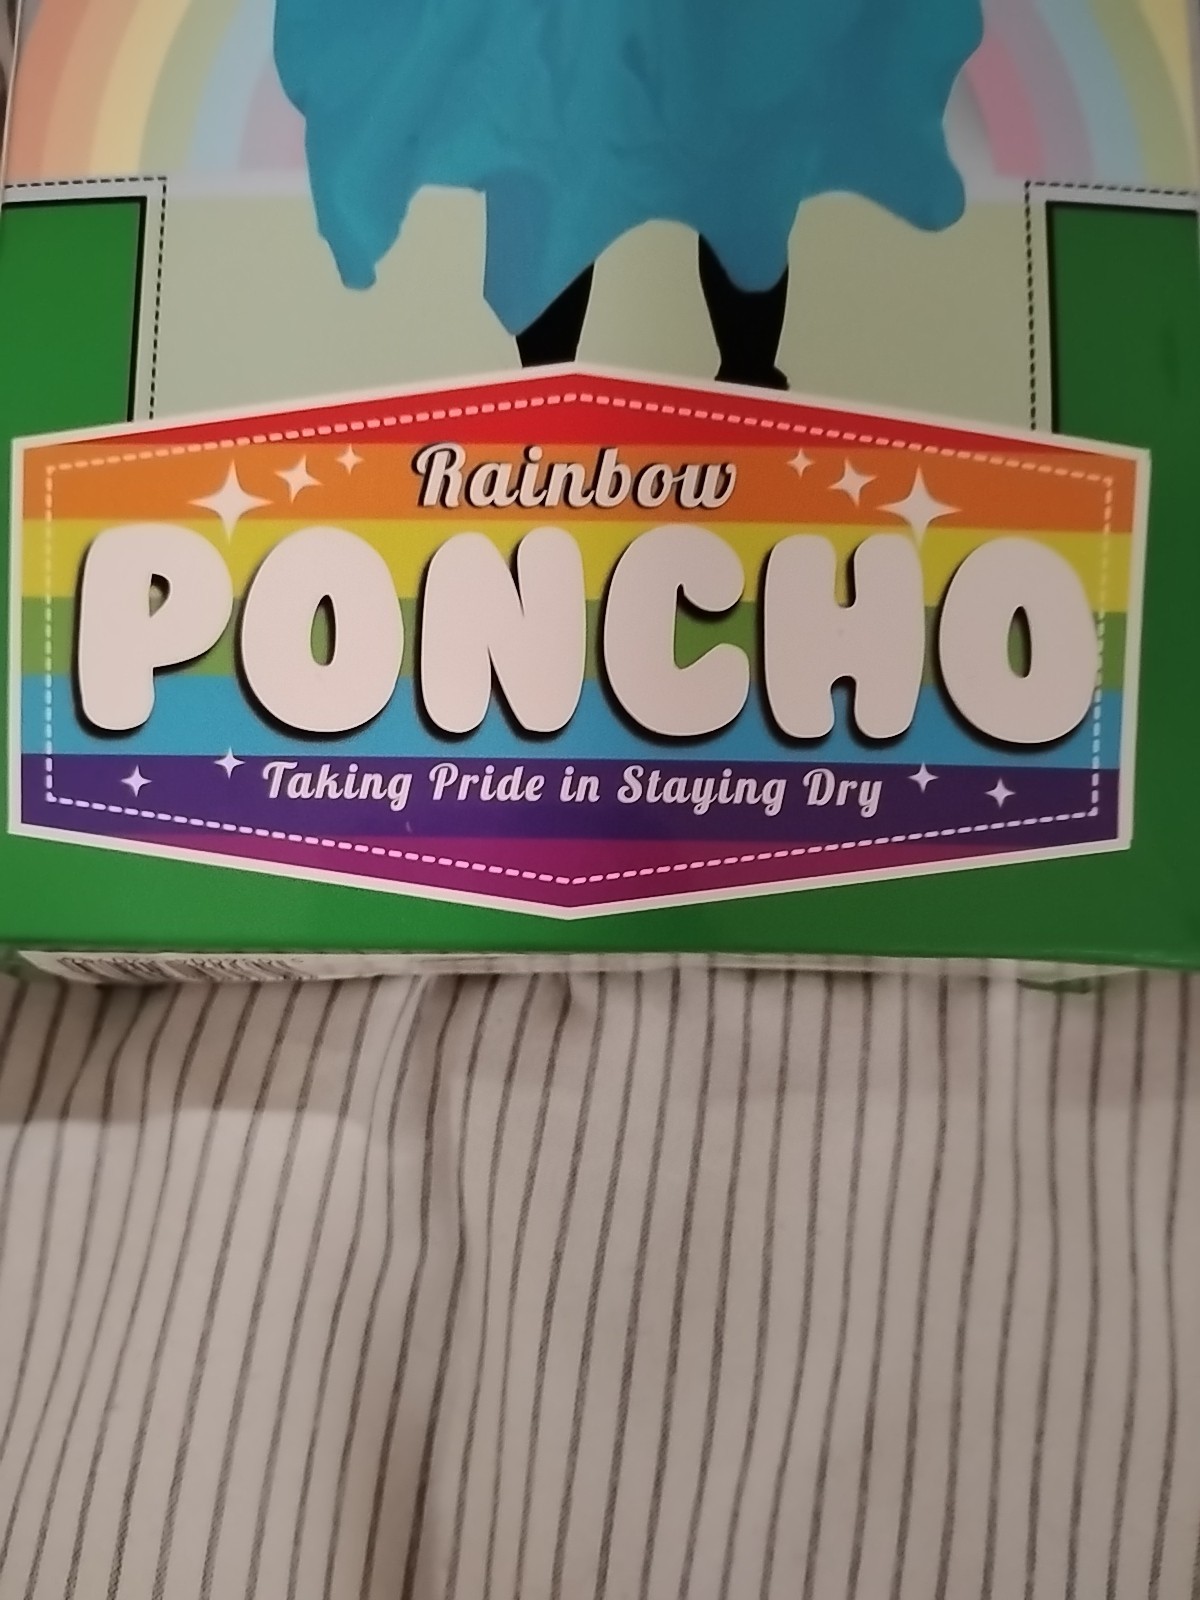 Rainbow
PONCHO
Taking Pride in Staying Dry